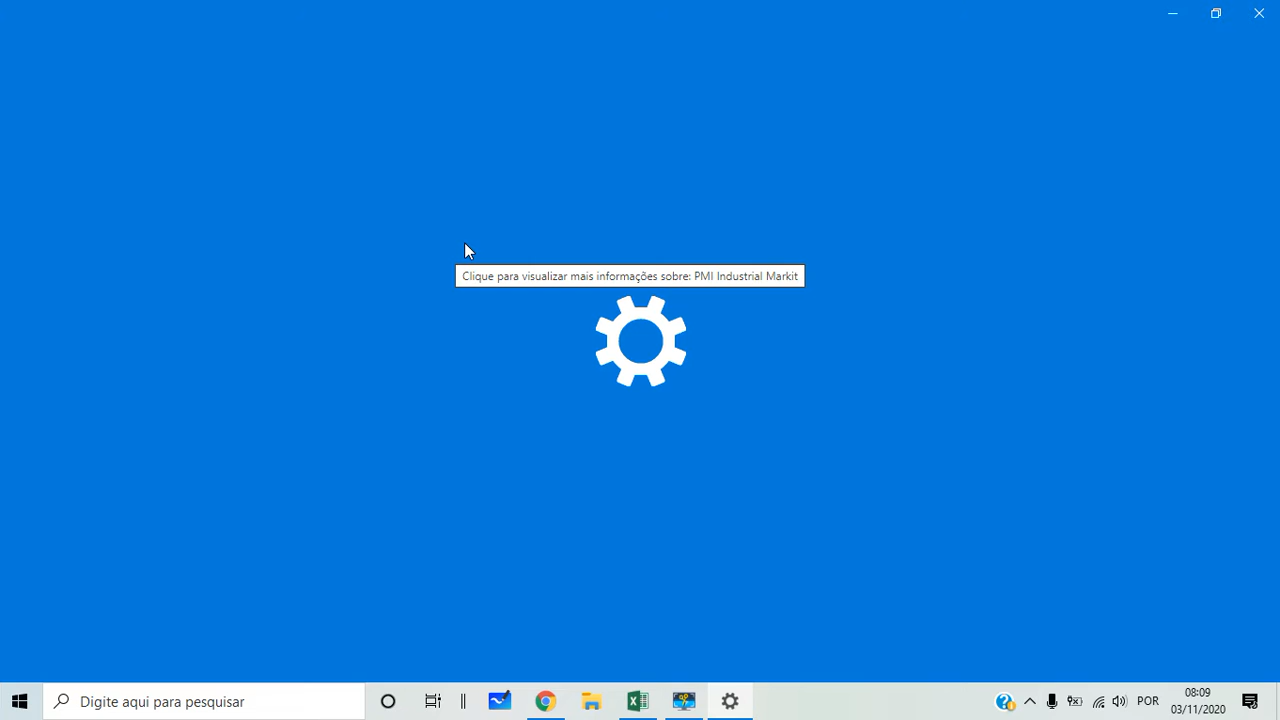 Clique para visualizar mais informações sobre: PMI Industrial Markit
Digite aqui para pesquisar
POR
08:09
03/11/2020